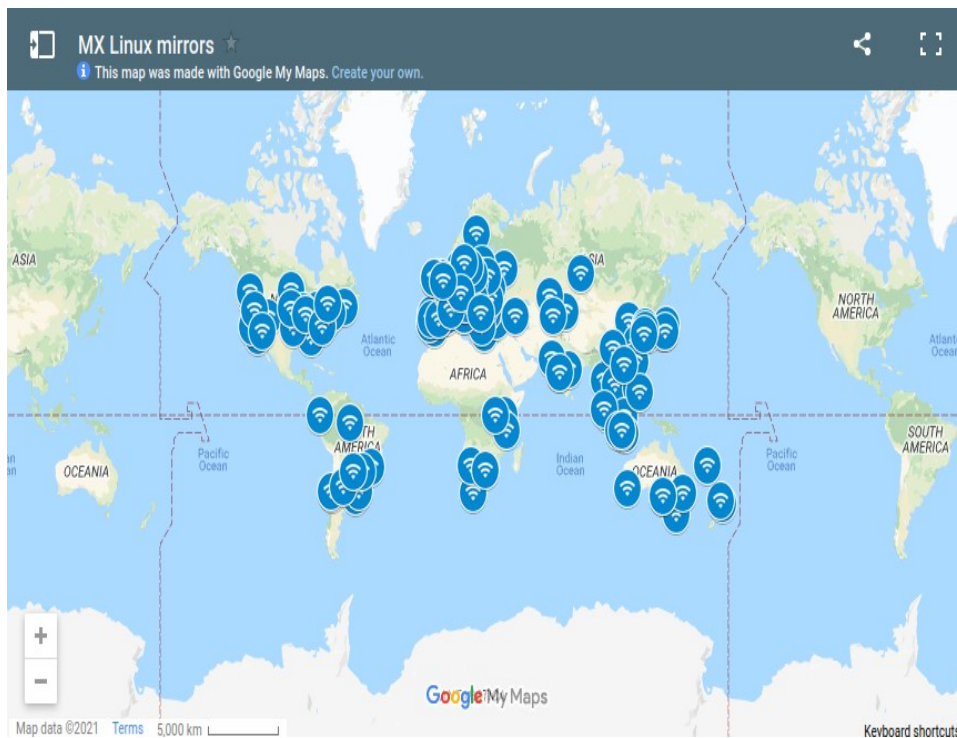 MX Linux mirrors
This map was made with Google My Maps. Create your own.
ASIA
NORTH
AMERICA
Atlantic
Ocean
AFRICA
Pacific
Ocean
AMERICA
Indian
Ocean
OCEANIA
OCEANIA
Pacific
Ocean
SOUTH
AMERICA
+
−
Google My Maps
Map data ©2021 Terms 5,000 km
Keyboard shortcuts